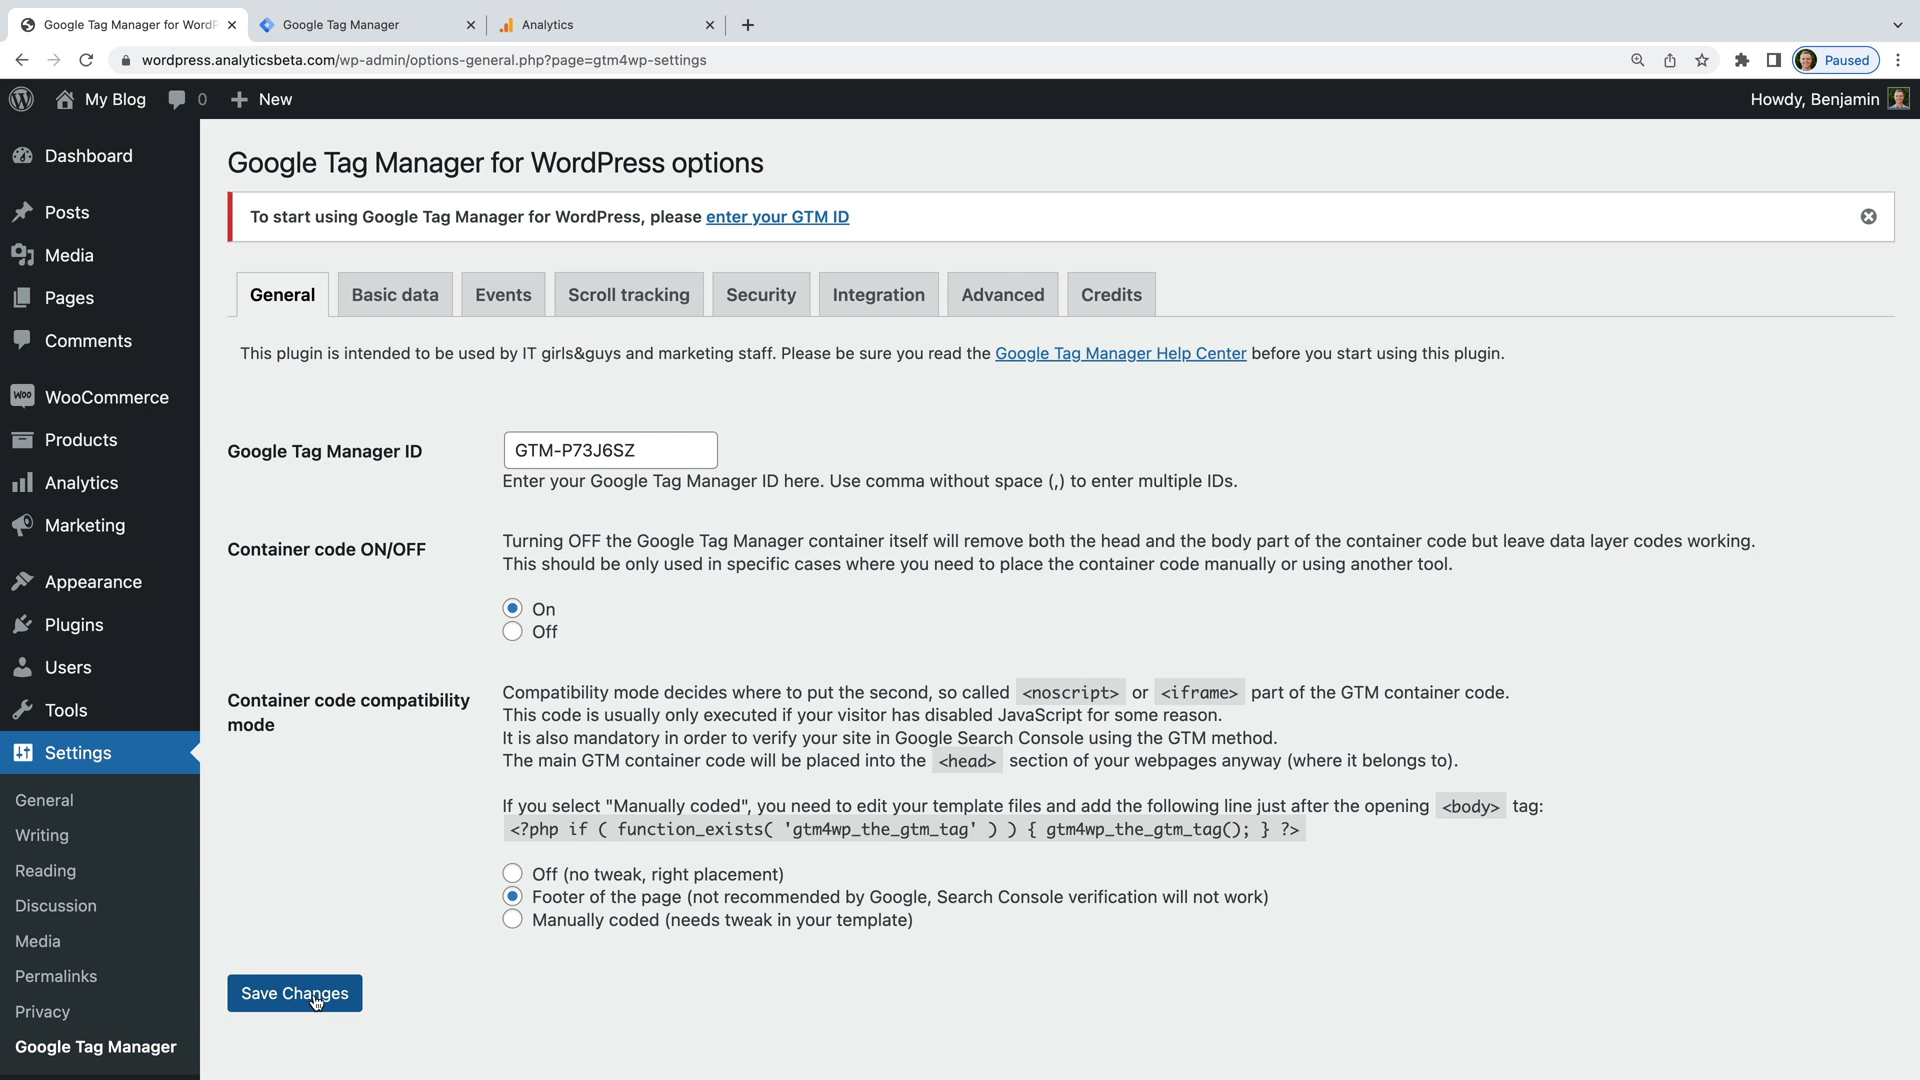 Google Tag Manager for WordP
Google Tag Manager
Analytics
wordpress.analyticsbeta.com/wp-admin/options-general.php?page=gtm4wp-settings
Paused
My Blog
0
New
Howdy, Benjamin
Dashboard
Posts
Media
Pages
Comments
Woo
WooCommerce
Products
Analytics
Marketing
Appearance
Plugins
Users
Tools
Settings
General
Writing
Reading
Discussion
Media
Permalinks
Privacy
Google Tag Manager
Google Tag Manager for WordPress options
To start using Google Tag Manager for WordPress, please enter your GTM ID
General
Basic data
Events
Scroll tracking
Security
Integration
Advanced
Credits
This plugin is intended to be used by IT girls&guys and marketing staff. Please be sure you read the Google Tag Manager Help Center before you start using this plugin.
Google Tag Manager ID
GTM-P73J6SZ
Enter your Google Tag Manager ID here. Use comma without space (,) to enter multiple IDs.
Container code ON/OFF
Turning OFF the Google Tag Manager container itself will remove both the head and the body part of the container code but leave data layer codes working.
This should be only used in specific cases where you need to place the container code manually or using another tool.
On
Off
Container code compatibility
mode
Compatibility mode decides where to put the second, so called <noscript> or <iframe> part of the GTM container code.
This code is usually only executed if your visitor has disabled JavaScript for some reason.
It is also mandatory in order to verify your site in Google Search Console using the GTM method.
The main GTM container code will be placed into the <head> section of your webpages anyway (where it belongs to).
If you select "Manually coded", you need to edit your template files and add the following line just after the opening <body> tag:
<?php if ( function_exists( 'gtm4wp_the_gtm_tag' ) ) { gtm4wp_the_gtm_tag(); } ?>
Off (no tweak, right placement)
Footer of the page (not recommended by Google, Search Console verification will not work)
Manually coded (needs tweak in your template)
Save Changes